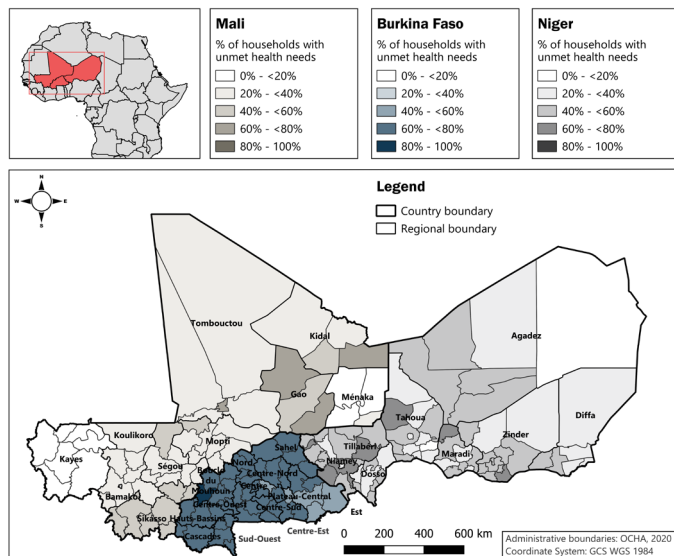 Mali
% of households with
unmet health needs
0% - <20%
20% - <40%
40% - <60%
60% - <80%
80% - 100%
Burkina Faso
% of households with
unmet health needs
0% - <20%
20% - <40%
40% - <60%
60% - <80%
80% - 100%
Niger
% of households with
unmet health needs
0% - <20%
20% - <40%
40% - <60%
60% - <80%
80% - 100%
N
W E
S
Legend
Country boundary
Regional boundary
Tombouctou
Kidal
Agadez
Gao
Ménaka
Tahoua
Diffa
Koulikoro
Mopti
Sahel
Tillabéri
Zinder
Kayes
Ségou
Nord
Centre-Nord
Niamey
Maradi
Boucle
du
Mouhoun
Centre
Dosso
Bamako
Plateau-Central
Centre-Ouest
Centre-Sud
Est
Sikasso
Hauts-Bassins
Centre-Est
Cascades
Sud-Ouest
0 200 400 600 km
Administrative boundaries: OCHA, 2020
Coordinate System: GCS WGS 1984